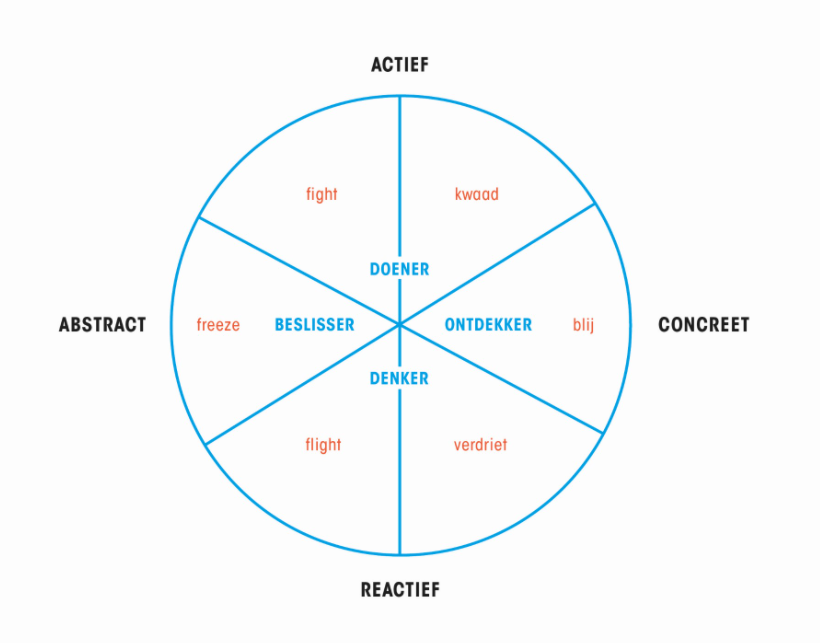 ACTIEF
fight
kwaad
DOENER
ABSTRACT
freeze
BESLISSER
ONTDEKKER
blij
CONCREET
DENKER
flight
verdriet
REACTIEF